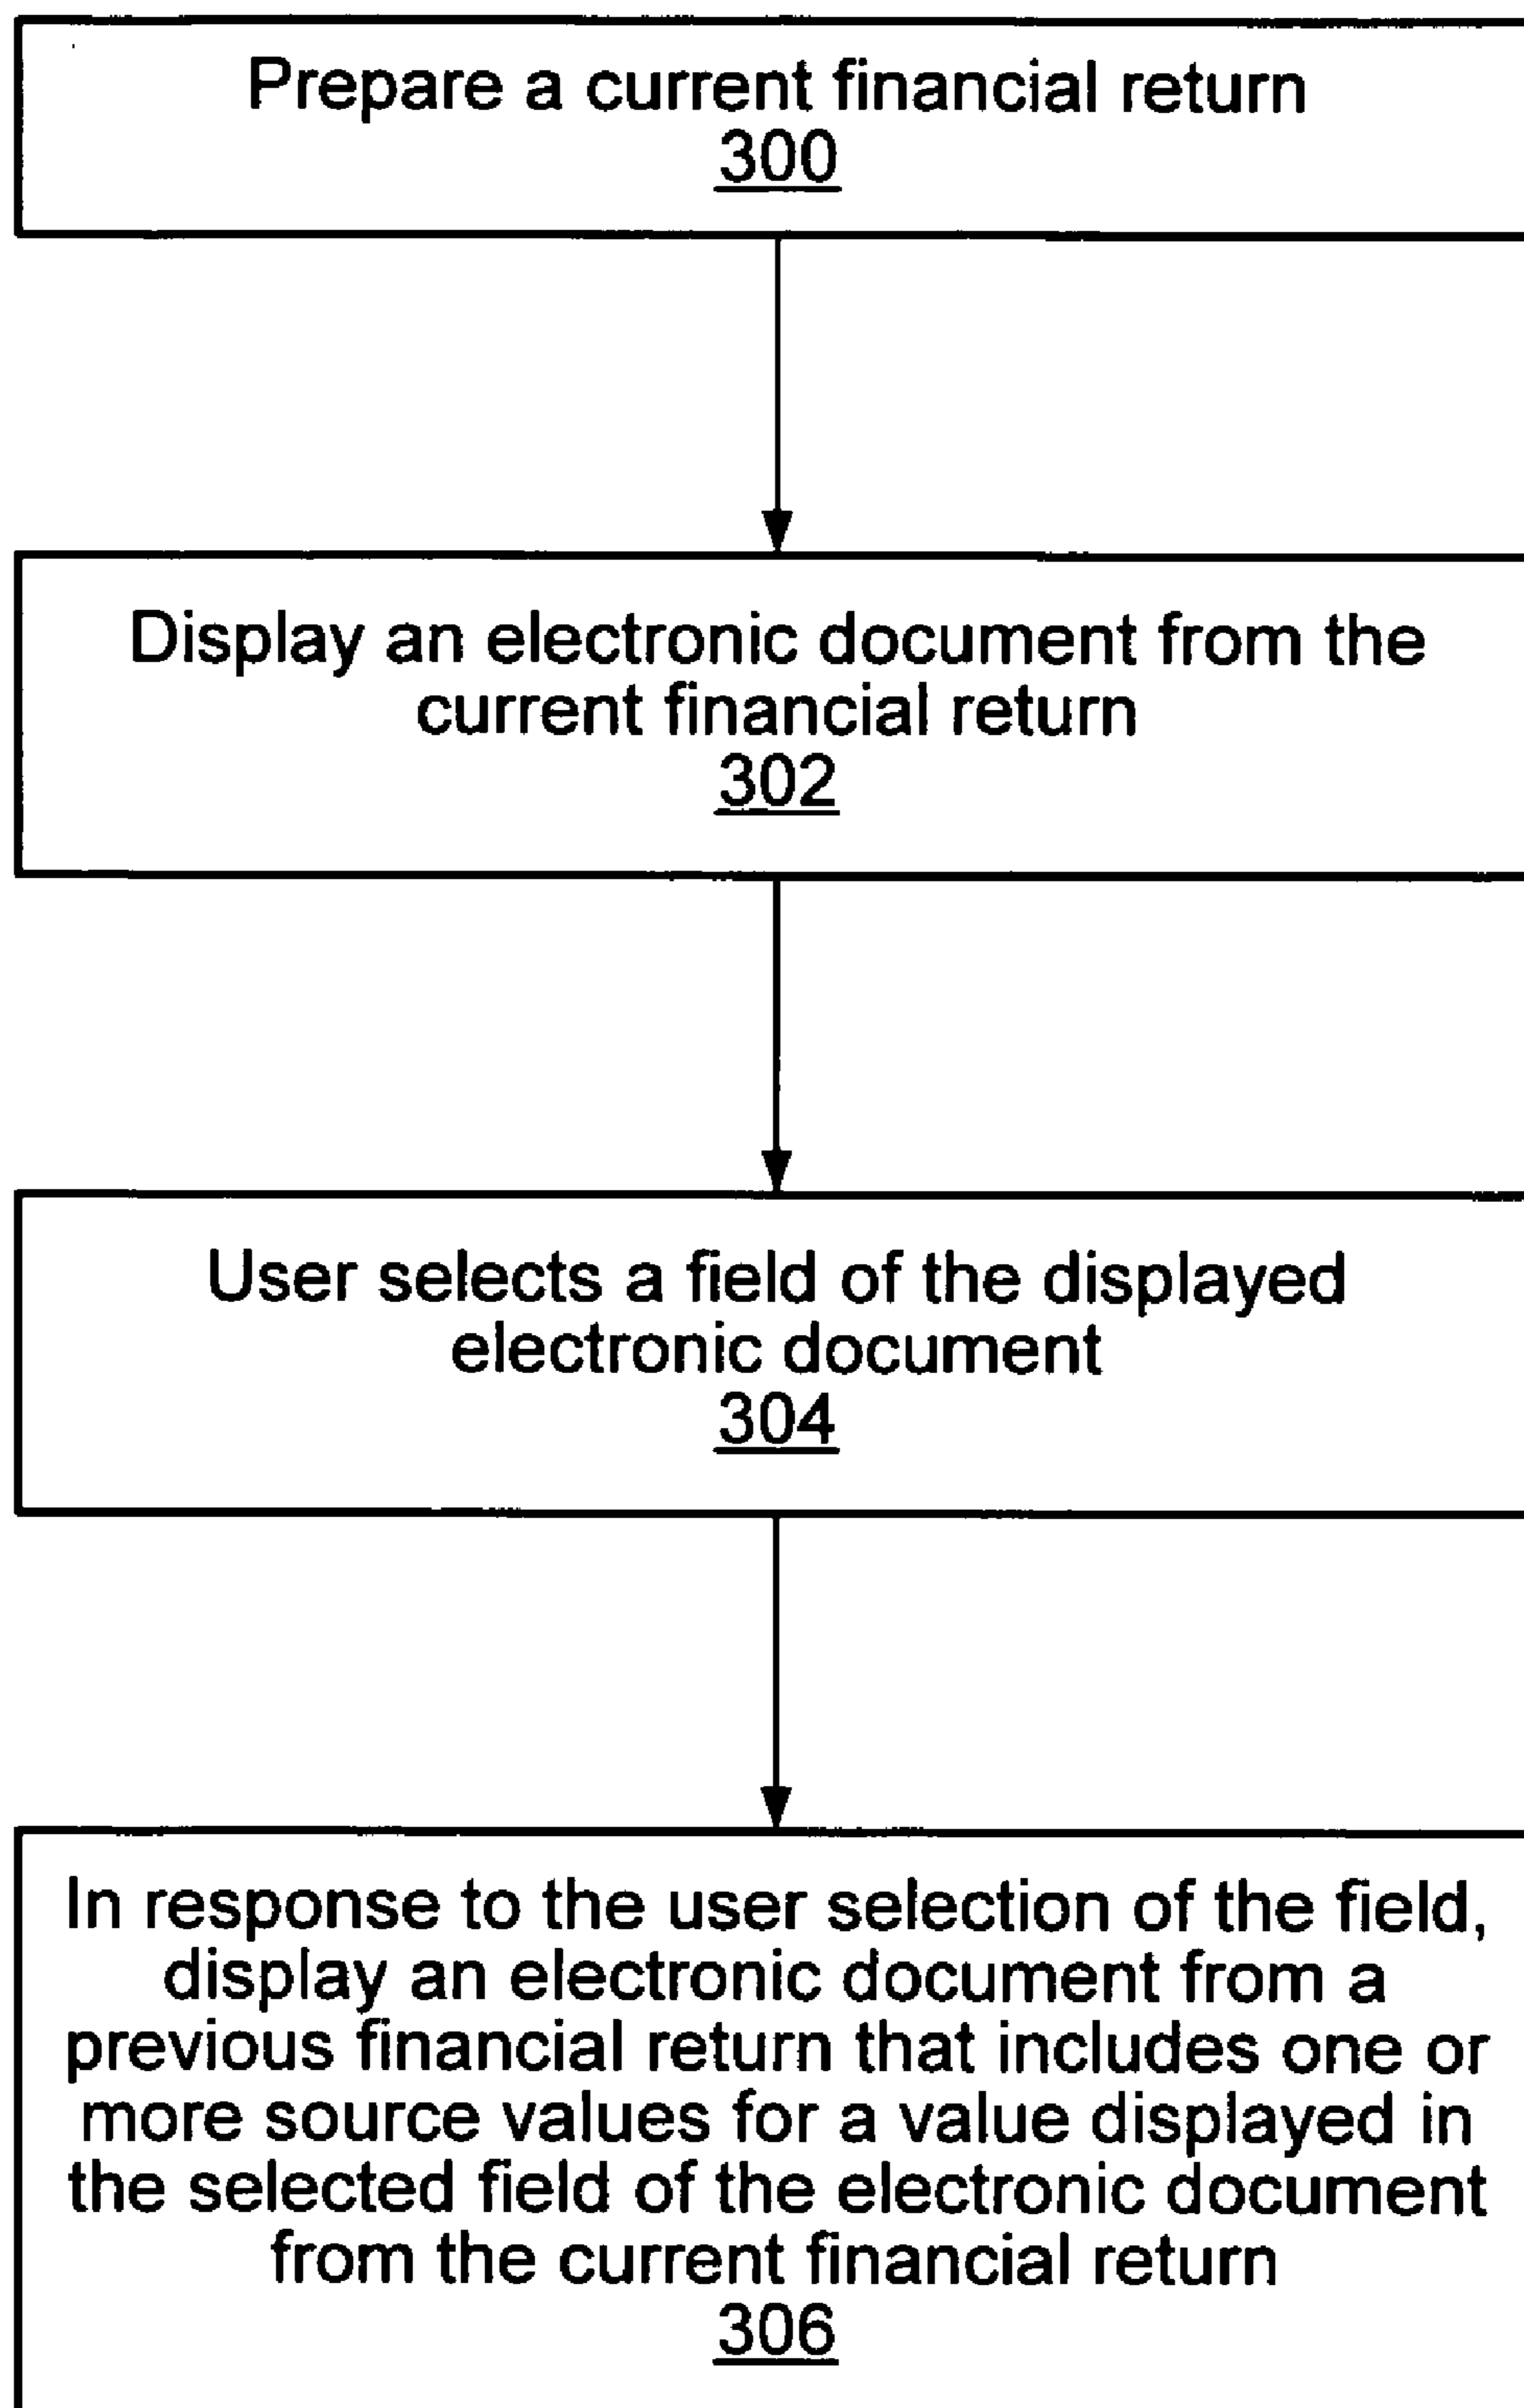 Prepare a current financial return
300
Display an electronic document from the
current financial return
302
User selects a field of the displayed
electronic document
304
In response to the user selection of the field,
display an electronic document from a
previous financial return that includes one or
more source values for a value displayed in
the selected field of the electronic document
from the current financial return
306